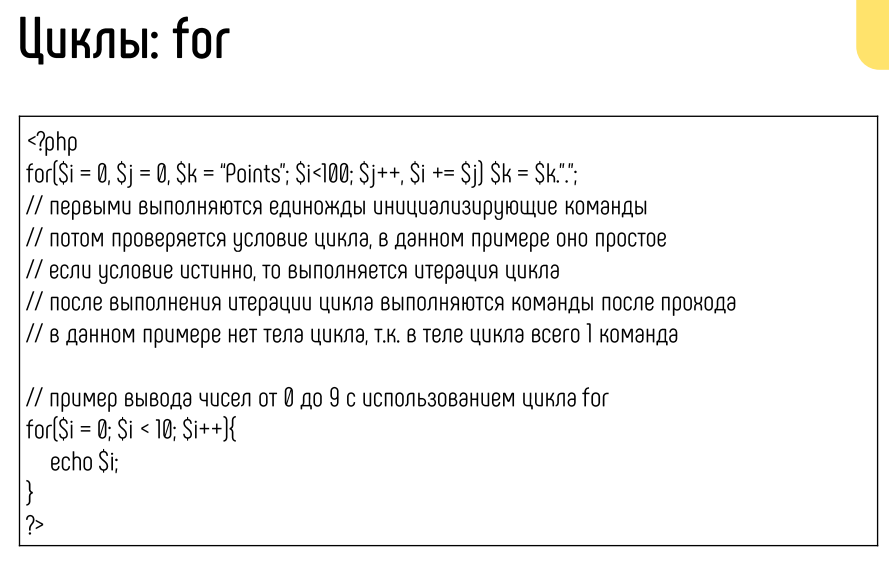 Циклы: for
<?php
for($i = 0, $j = 0, $k = “Points”; $i<100; $j++, $i += $j) $k = $k.”.”;
// первыми выполняются единожды инициализирующие команды
// потом проверяется условие цикла, в данном примере оно простое
// если условие истинно, то выполняется итерация цикла
// после выполнения итерации цикла выполняются команды после прохода
// в данном примере нет тела цикла, т.к. в теле цикла всего 1 команда
// пример вывода чисел от 0 до 9 с использованием цикла for
for($i = 0; $i < 10; $i++){
echo $i;
}
?>